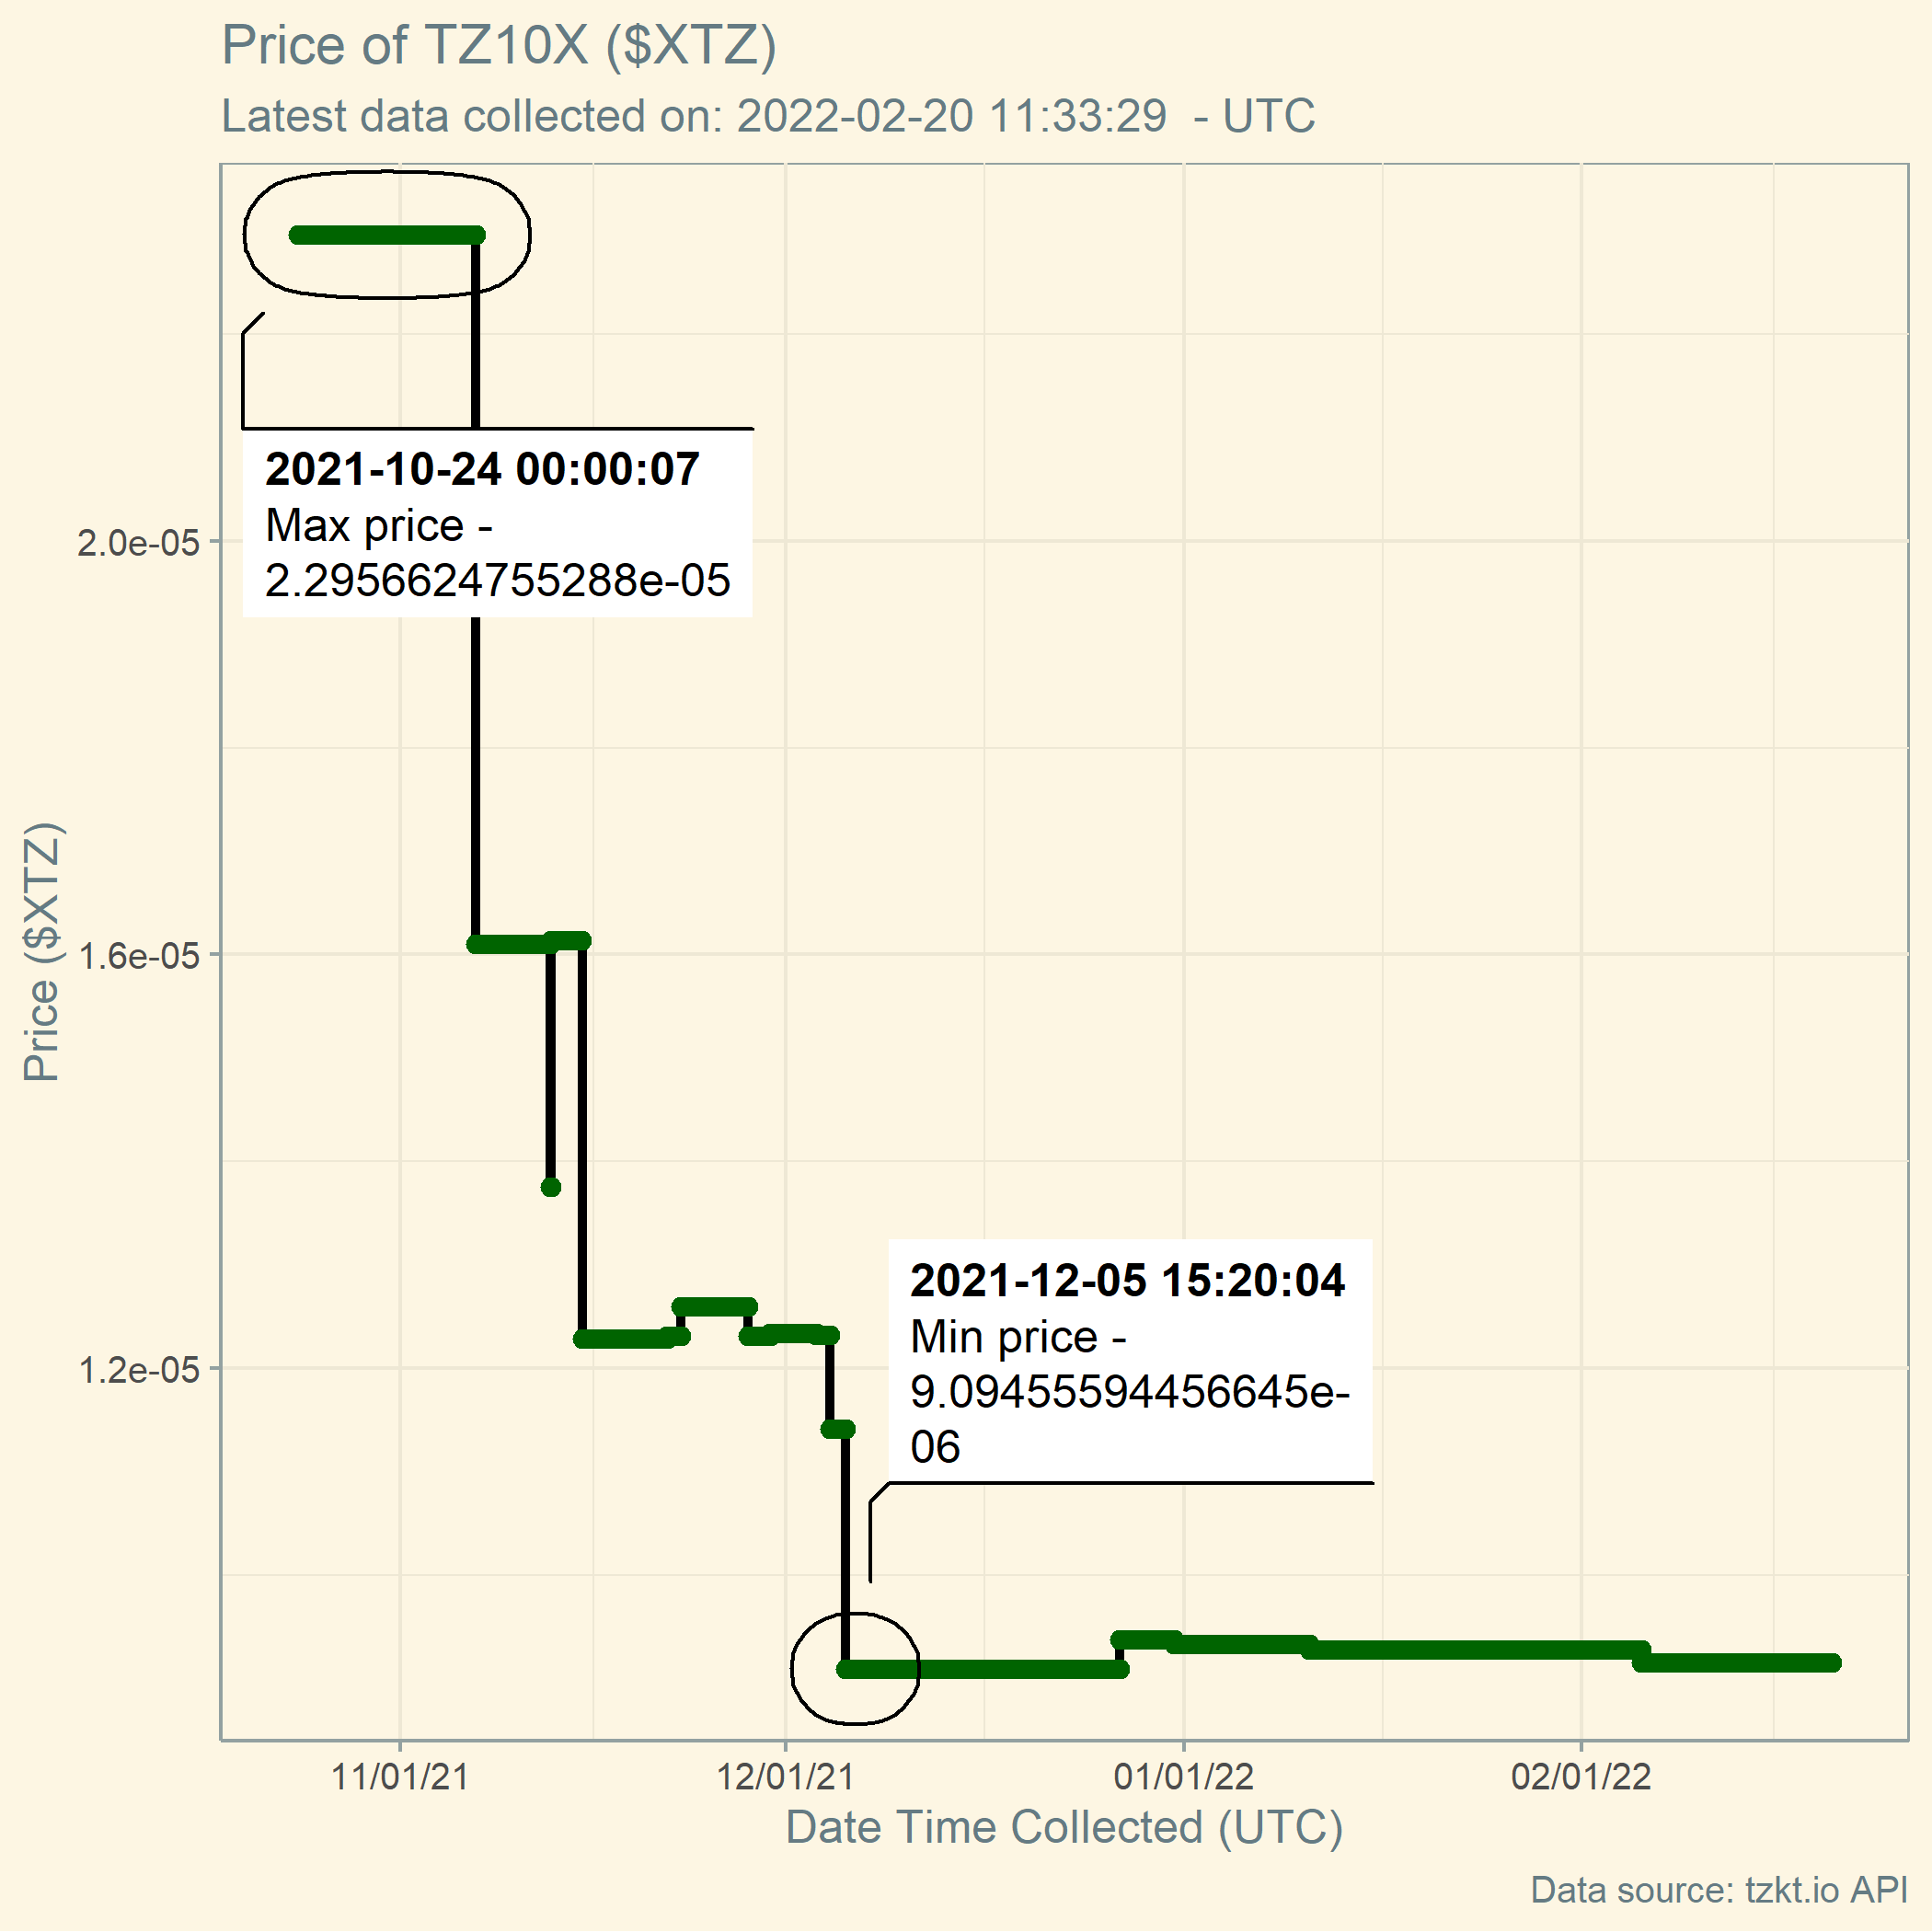 Price of TZ10X ($XTZ)
Latest data collected on: 2022-02-20 11:33:29  - UTC
2021-10-24 00:00:07
Max price -
2.2956624755288e-05
2.0e-05
1.6e-05
1.2e-05
Price ($XTZ)
2021-12-05 15:20:04
Min price -
9.09455594456645e-
06
11/01/21
12/01/21
01/01/22
02/01/22
Date Time Collected (UTC)
Data source: tzkt.io API